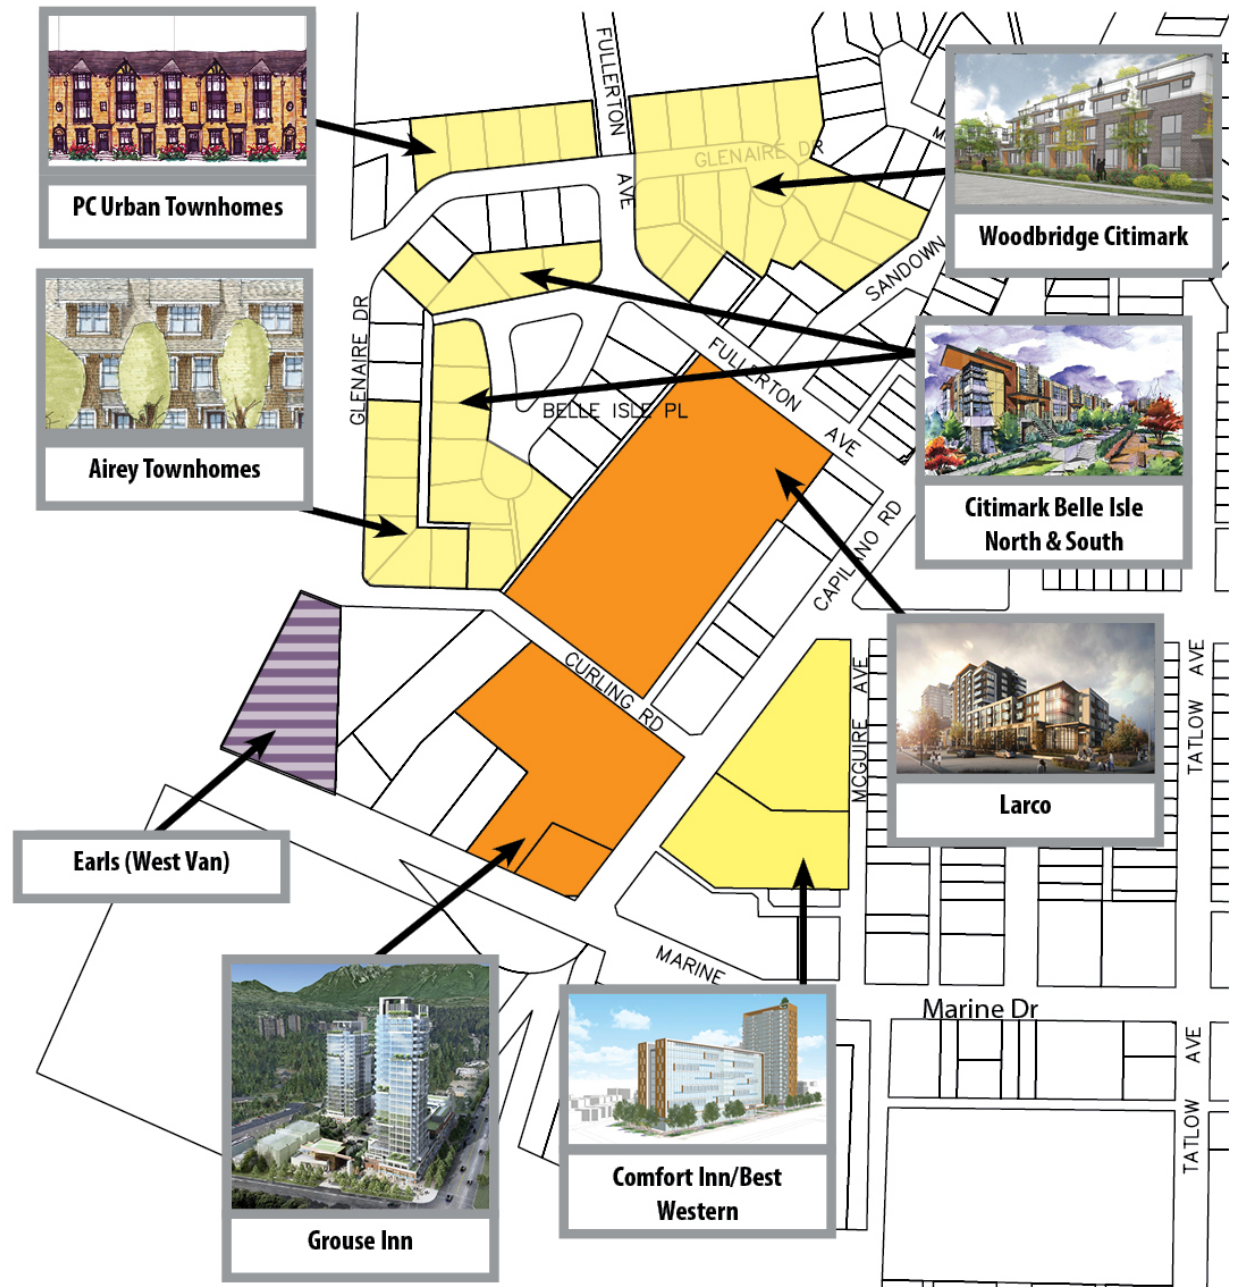 FULLERTON
AVE
GLENAIRE DR
PC Urban Townhomes
Woodbridge Citimark
SANDOWN
GLENAIRE DR
FULLERTON
AVE
BELLE ISLE PL
Airey Townhomes
Citimark Belle Isle
North & South
CAPILANO RD
CURLING RD
MCGUIRE AVE
TATLOW AVE
Larco
Earls (West Van)
MARINE
Marine Dr
TATLOW AVE
Comfort Inn/Best
Western
Grouse Inn